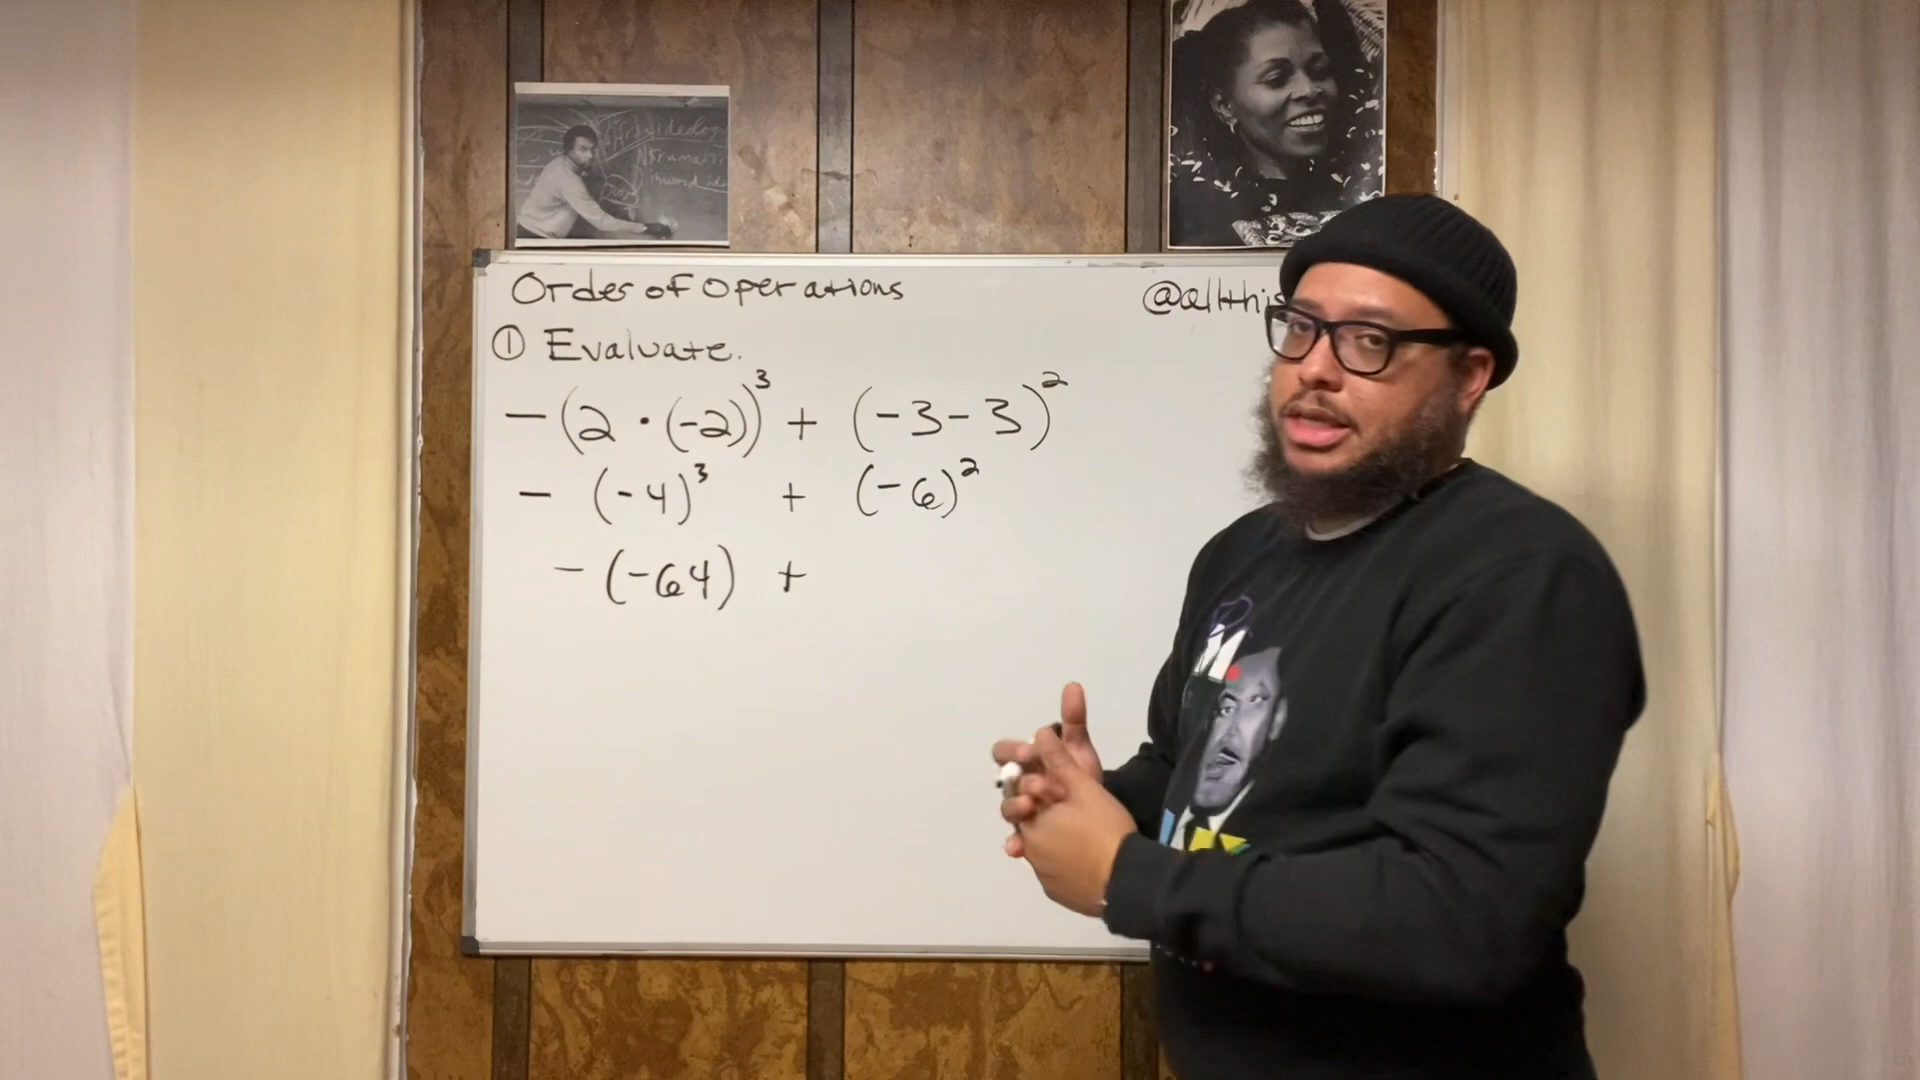 Order of Operations
@allthis
① Evaluate.
-(2 · (-2))³ + (-3-3)²
- (-4)³ + (-6)²
- (-64) +
M.